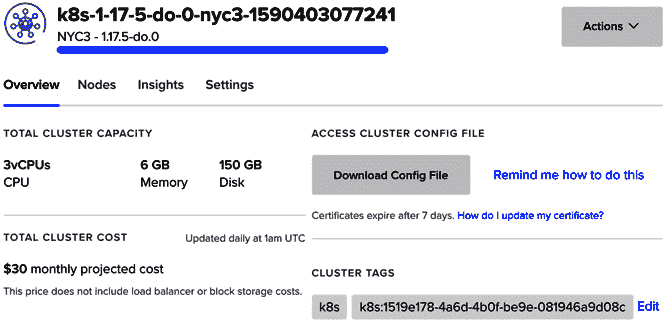 k8s-1-17-5-do-0-nyc3-1590403077241
NYC3 - 1.17.5-do.0
Actions
Overview Nodes Insights Settings
TOTAL CLUSTER CAPACITY
3vCPUs 6 GB 150 GB
CPU Memory Disk
TOTAL CLUSTER COST Updated daily at 1am UTC
$30 monthly projected cost
This price does not include load balancer or block storage costs.
ACCESS CLUSTER CONFIG FILE
Download Config File Remind me how to do this
Certificates expire after 7 days. How do I update my certificate?
CLUSTER TAGS
k8s k8s:1519e178-4a6d-4b0f-be9e-081946a9d08c Edit